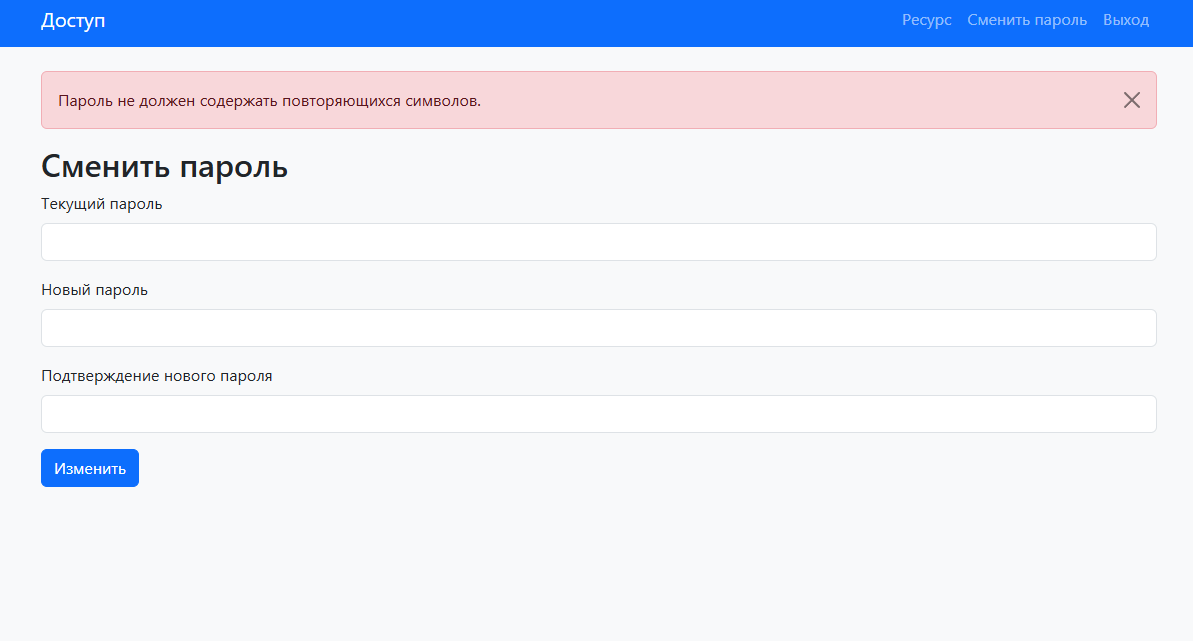 Доступ
Ресурс Сменить пароль Выход
Пароль не должен содержать повторяющихся символов.
Сменить пароль
Текущий пароль
Новый пароль
Подтверждение нового пароля
Изменить